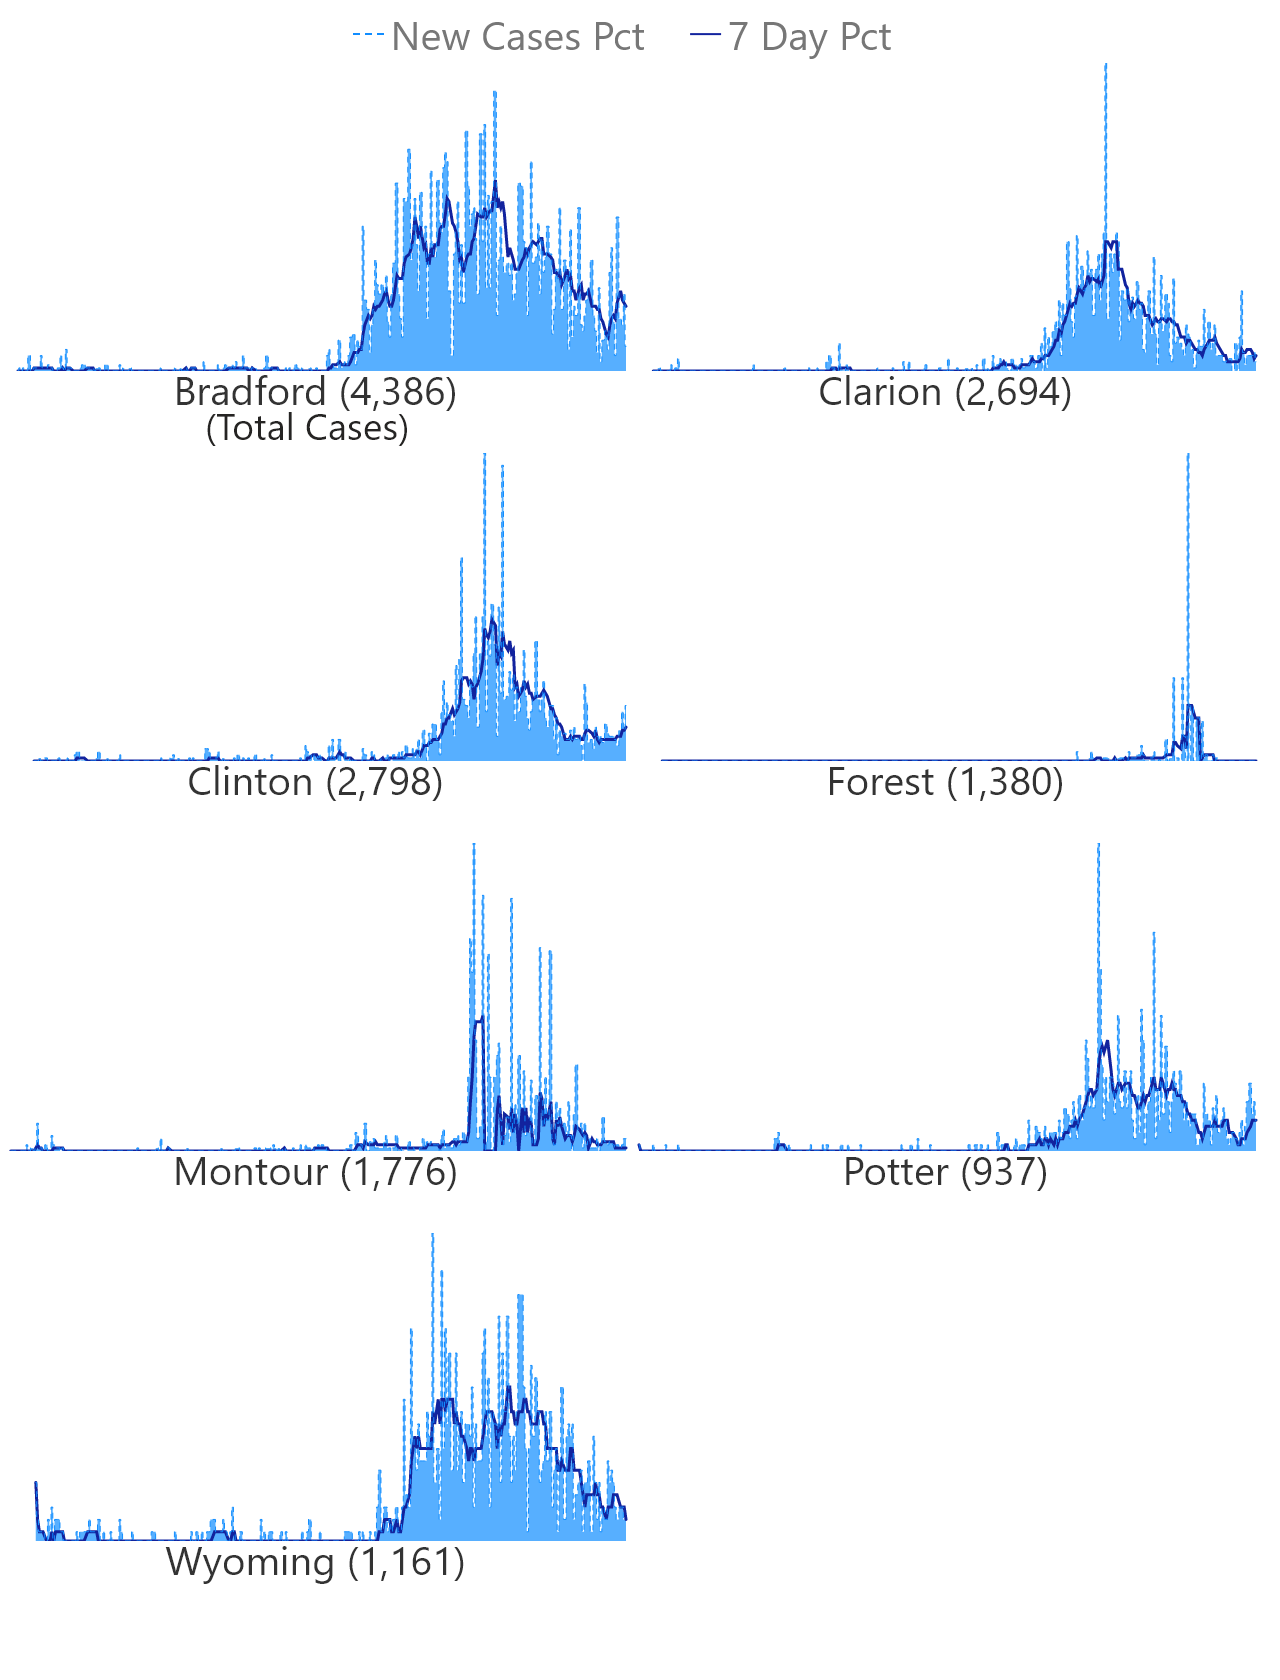 New Cases Pct 7 Day Pct
Bradford (4,386) Clarion (2,694)
(Total Cases)
Clinton (2,798) Forest (1,380)
Montour (1,776) Potter (937)
Wyoming (1,161)